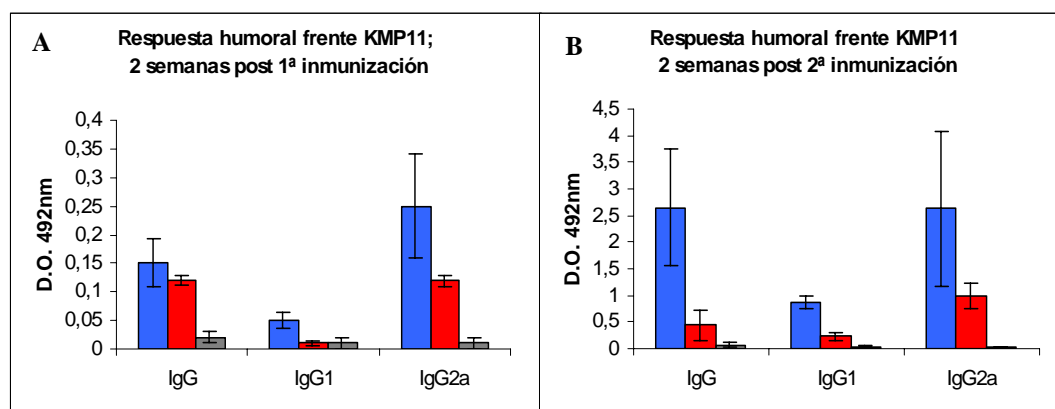 A
Respuesta humoral frente KMP11;
2 semanas post 1ª inmunización
D.O. 492nm
0,4
0,35
0,3
0,25
0,2
0,15
0,1
0,05
0
IgG IgG1 IgG2a
B
Respuesta humoral frente KMP11
2 semanas post 2ª inmunización
D.O. 492nm
4,5
4
3,5
3
2,5
2
1,5
1
0,5
0
IgG IgG1 IgG2a